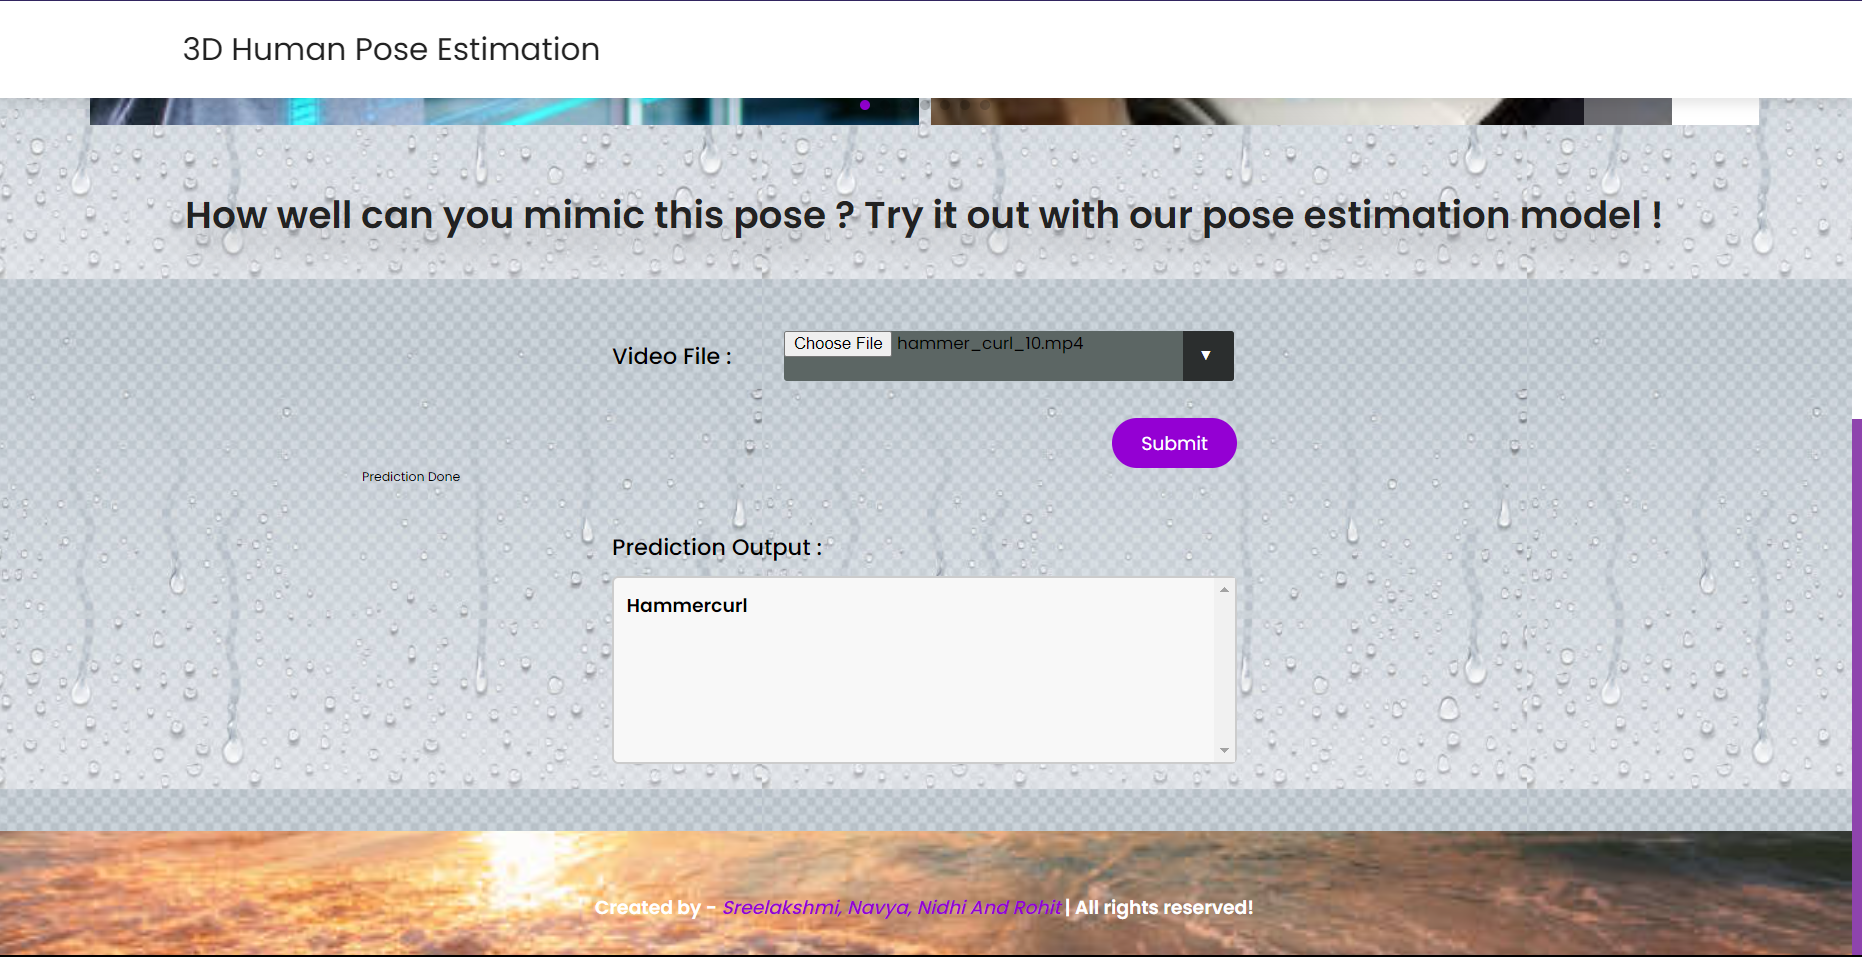 3D Human Pose Estimation
How well can you mimic this pose ? Try it out with our pose estimation model !
Video File :
Choose File hammer_curl_10.mp4
Submit
Prediction Done
Prediction Output :
Hammercurl
Created by - Sreelakshmi, Navya, Nidhi And Rohit | All rights reserved!